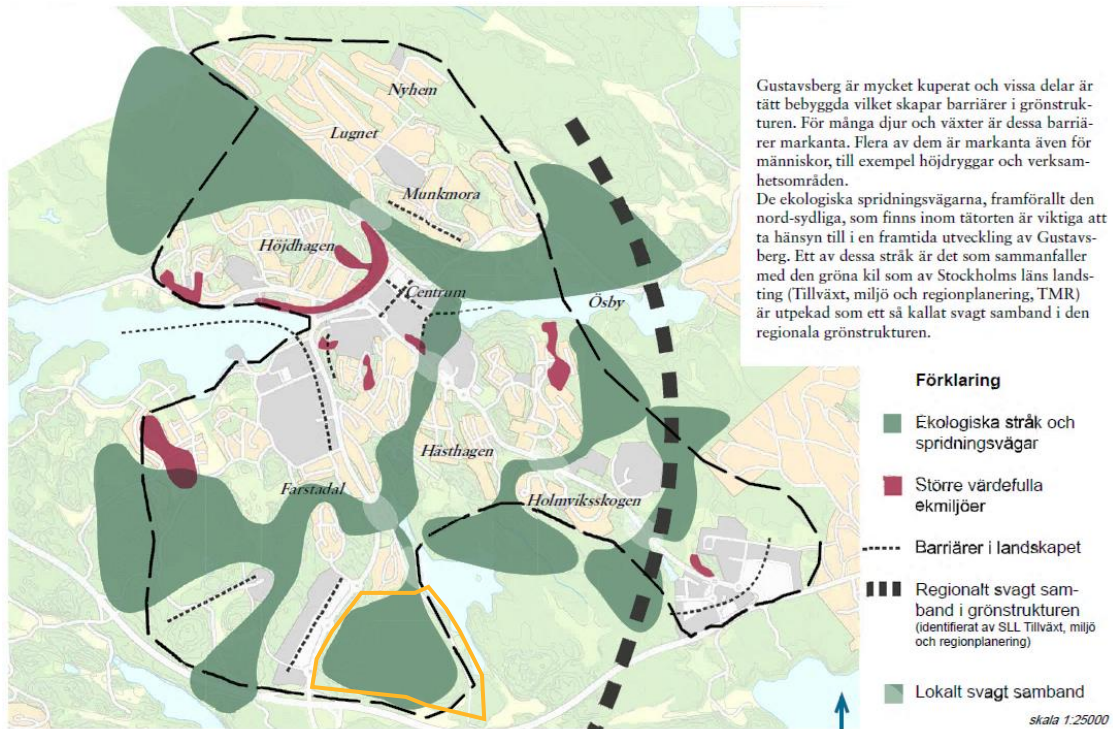 Gustavsberg är mycket kuperat och vissa delar är
tätt bebyggda vilket skapar barriärer i grönstruk-
turen. För många djur och växter är dessa barriä-
rer markanta. Flera av dem är markanta även för
människor, till exempel höjdryggar och verksam-
hetsområden.
De ekologiska spridningsvägarna, framförallt den
nord-sydliga, som finns inom tätorten är viktiga att
ta hänsyn till i en framtida utveckling av Gustavs-
berg. Ett av dessa stråk är det som sammanfaller
med den gröna kil som av Stockholms läns lands-
ting (Tillväxt, miljö och regionplanering, TMR)
är utpekad som ett så kallat svagt samband i den
regionala grönstrukturen.
Nyhem
Lugnet
Munkmora
Höjdhagen
Centrum
Ösby
Hästhagen
Farstadal
Holmviksskogen
Förklaring
Ekologiska stråk och
spridningsvägar
Större värdefulla
ekmiljöer
Barriärer i landskapet
Regionalt svagt sam-
band i grönstrukturen
(identifierat av SLL Tillväxt, miljö
och regionplanering)
Lokalt svagt samband
skala 1:25000